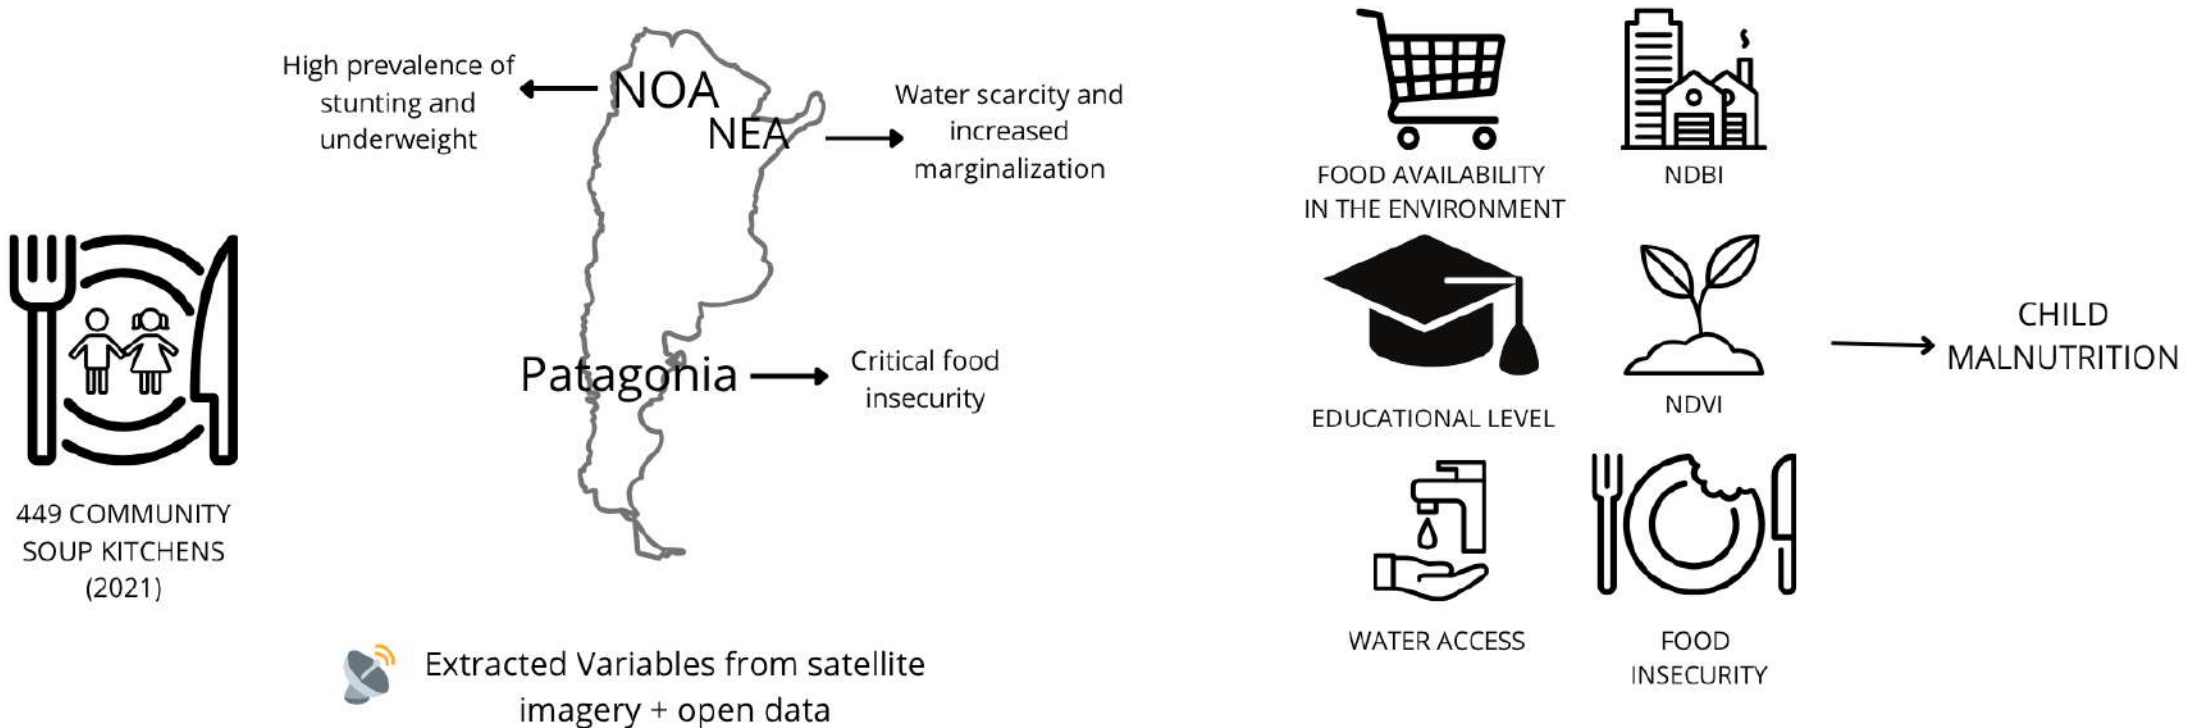 High prevalence of
stunting and
underweight
NOA
NEA
Water scarcity and
increased
marginalization
Patagonia
Critical food
insecurity
449 COMMUNITY
SOUP KITCHENS
(2021)
Extracted Variables from satellite
imagery + open data
FOOD AVAILABILITY
IN THE ENVIRONMENT
NDBI
EDUCATIONAL LEVEL
NDVI
WATER ACCESS
FOOD
INSECURITY
CHILD
MALNUTRITION